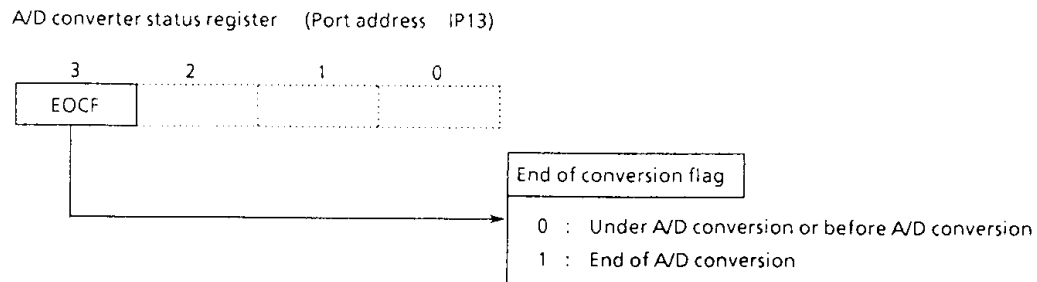 A/D converter status register (Port address IP13)
3 2 1 0
EOCF
End of conversion flag
0 : Under A/D conversion or before A/D conversion
1 : End of A/D conversion